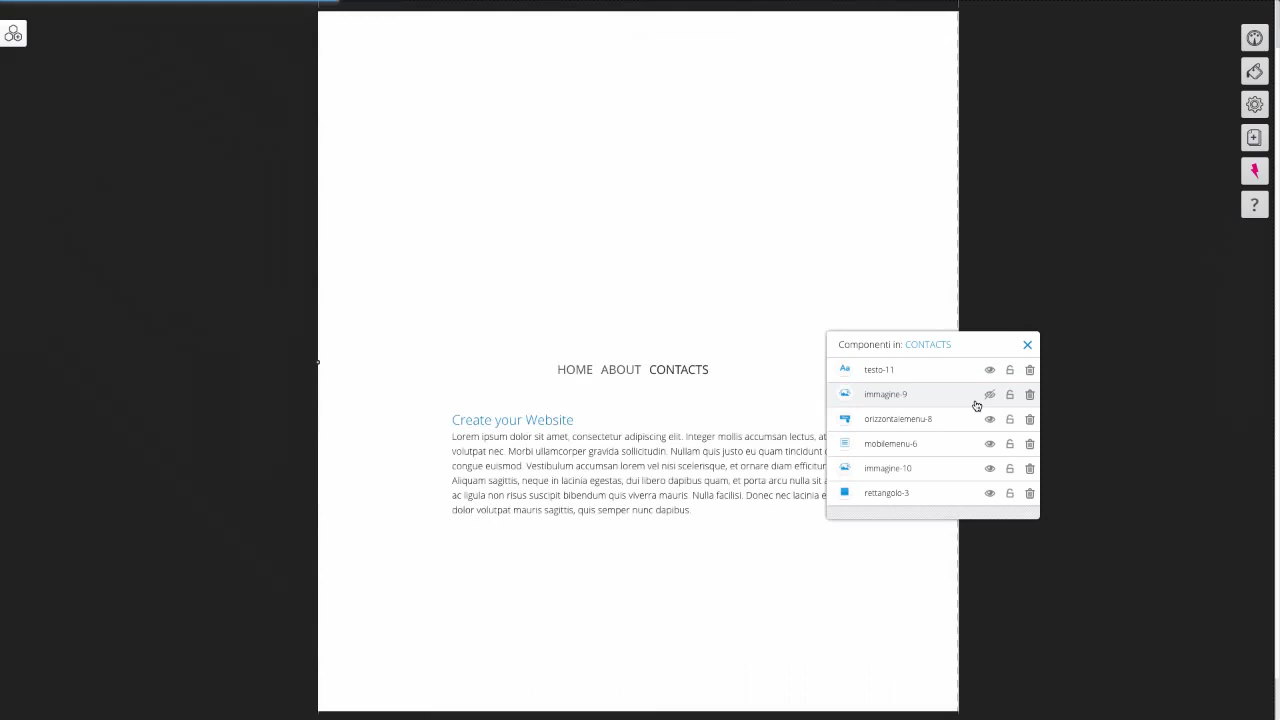 HOME ABOUT CONTACTS
Create your Website
Lorem ipsum dolor sit amet, consectetur adipiscing elit. Integer mollis accumsan lectus, at
volutpat nec. Morbi ullamcorper gravida sollicitudin. Nullam quis justo eu quam tincidunt
congue euismod. Vestibulum accumsan lorem vel nisi scelerisque, et ornare diam efficitur
Aliquam sagittis, neque in lacinia egestas, dui libero dapibus quam, et porta arcu nulla sit
ac ligula non risus suscipit bibendum quis viverra mauris. Nulla facilisi. Donec nec lacinia
dolor volutpat mauris sagittis, quis semper nunc dapibus.
Componenti in: CONTACTS
Aa testo-11
immagine-9
orizzontalemenu-8
mobilemenu-6
immagine-10
rettangolo-3
?